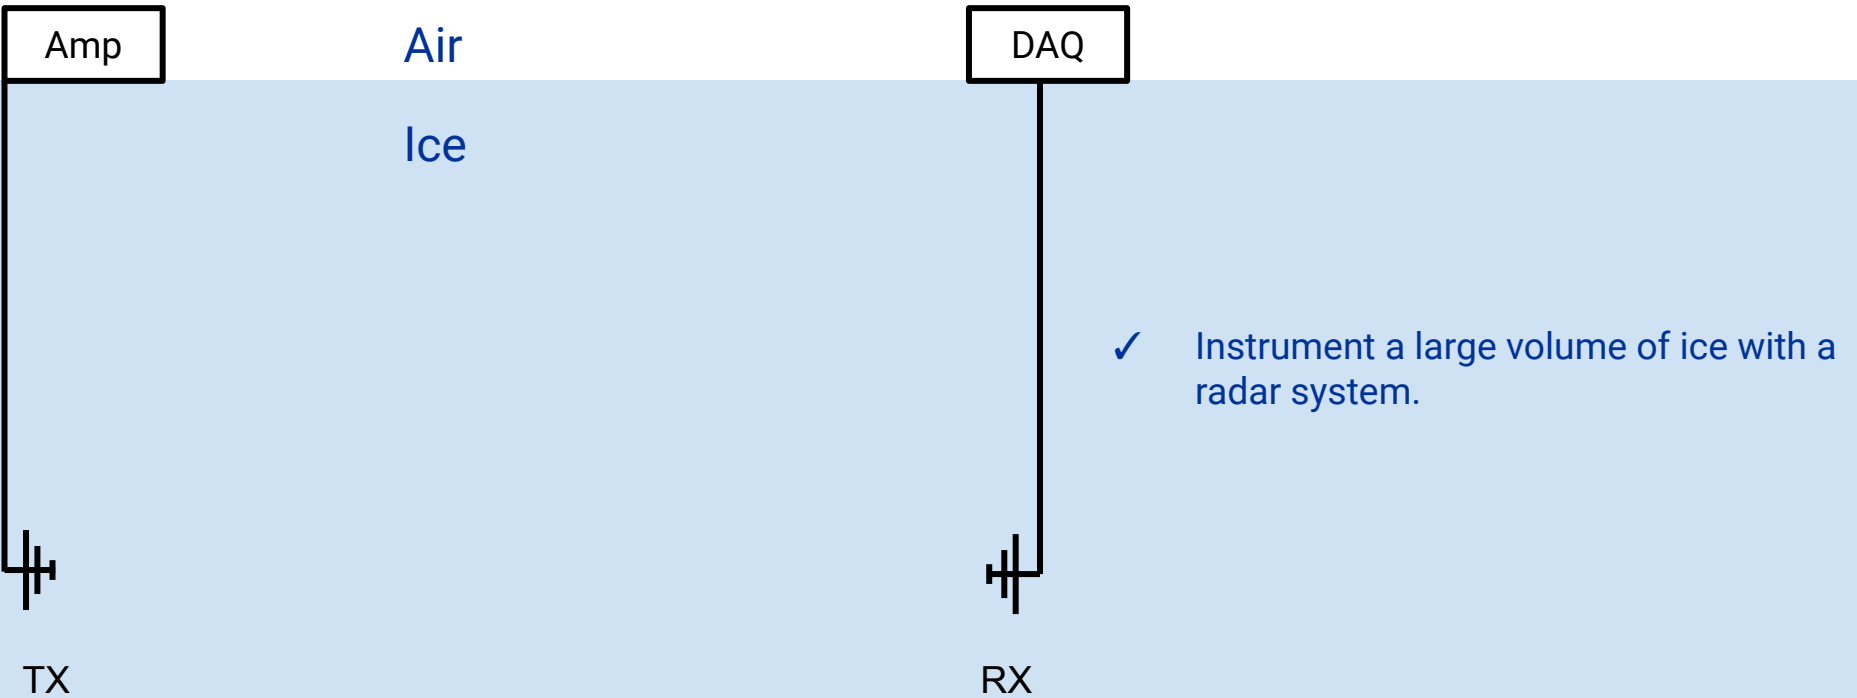 Amp
Air
DAQ
Ice
✓ Instrument a large volume of ice with a
radar system.
TX
RX